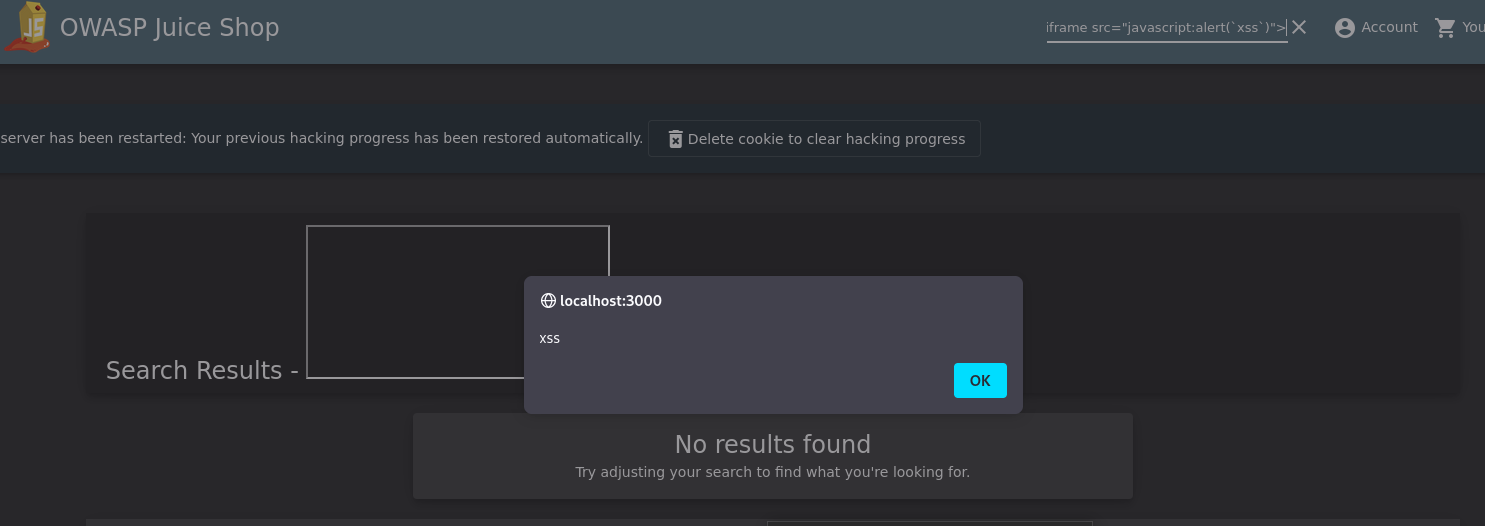 OWASP Juice Shop
iframe src="javascript:alert(`xss`)">
Account
You
server has been restarted: Your previous hacking progress has been restored automatically.
Delete cookie to clear hacking progress
localhost:3000
xss
OK
Search Results -
No results found
Try adjusting your search to find what you're looking for.